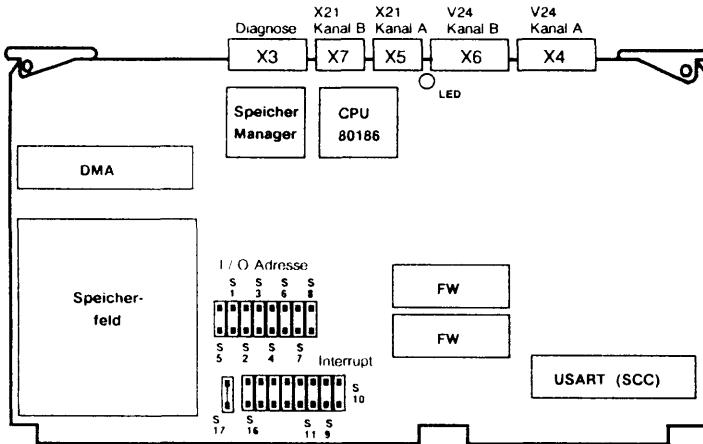 X21 X21 V24 V24
Diagnose Kanal B Kanal A Kanal B Kanal A
X3 X7 X5 X6 X4
LED
Speicher Manager
CPU 80186
DMA
Speicher-
feld
I / O Adresse
S 1 S 3 S 6 S 8
S 5 S 2 S 4 S 7
Interrupt
S 10
S 17 S 16 S 11 S 9
FW
FW
USART (SCC)